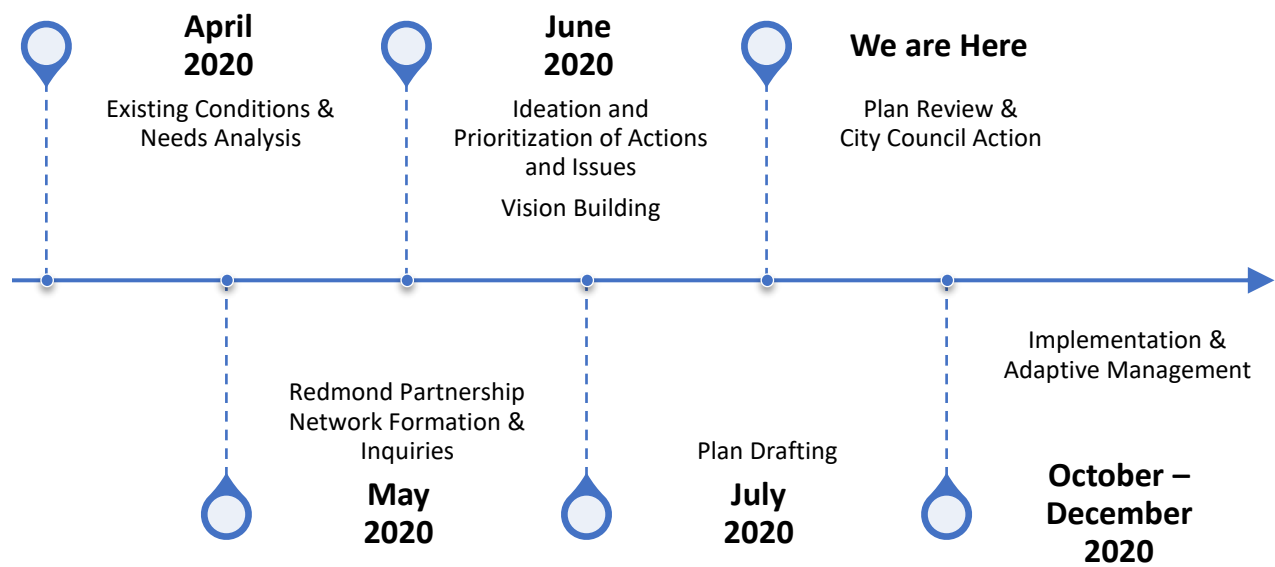 April
2020
Existing Conditions &
Needs Analysis
June
2020
Ideation and
Prioritization of Actions
and Issues
Vision Building
We are Here
Plan Review &
City Council Action
Redmond Partnership
Network Formation &
Inquiries
May
2020
Plan Drafting
July
2020
Implementation &
Adaptive Management
October –
December
2020